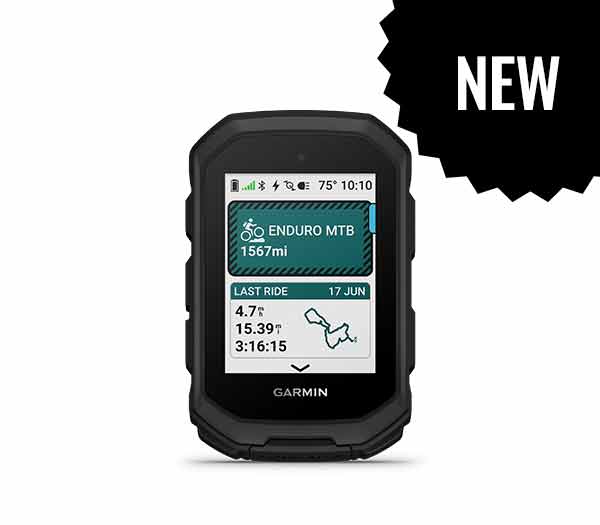 NEW
75° 10:10
ENDURO MTB
1567mi
LAST RIDE 17 JUN
4.7 m/h
15.39 mi
3:16:15
GARMIN